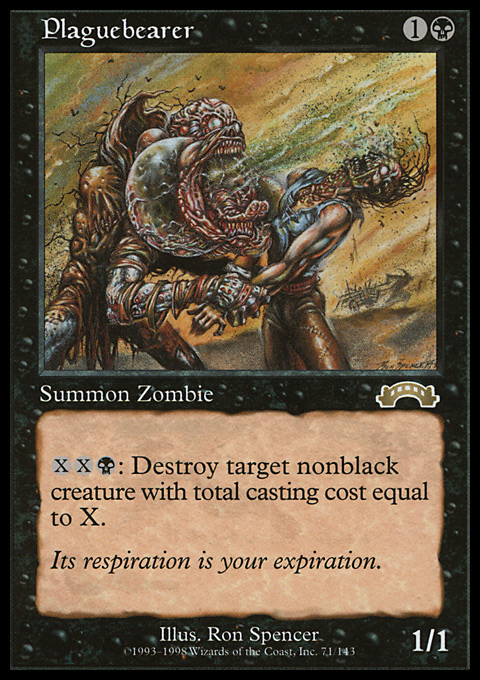 Plaguebearer 1
Summon Zombie
X X : Destroy target nonblack
creature with total casting cost equal
to X.
Its respiration is your expiration.
Illus. Ron Spencer
©1993–1998 Wizards of the Coast, Inc. 71/143
1/1